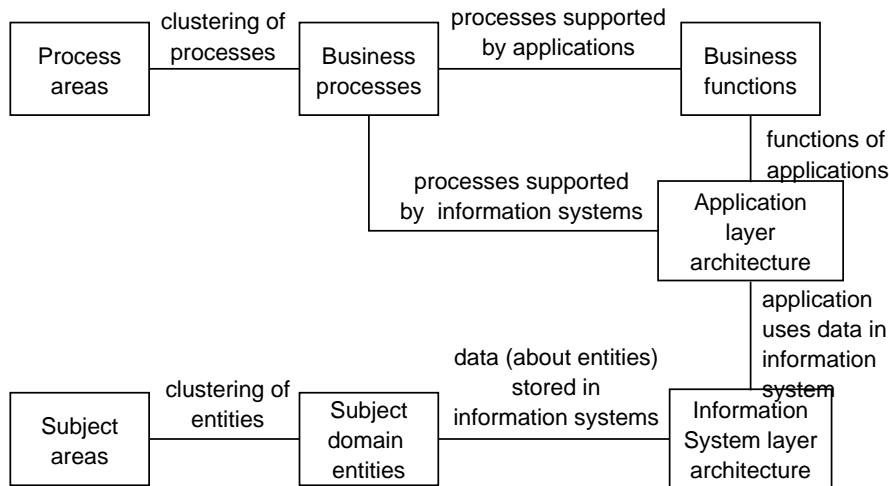 clustering of
processes
processes supported
by applications
Process
areas
Business
processes
Business
functions
functions of
applications
processes supported
by information systems
Application
layer
architecture
application
uses data in
information
system
data (about entities)
stored in
information systems
clustering of
entities
Subject
areas
Subject
domain
entities
Information
System layer
architecture